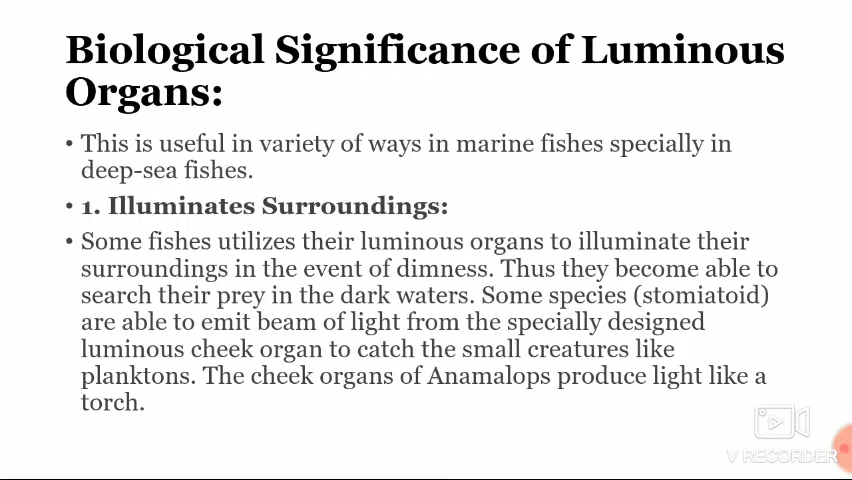 Biological Significance of Luminous
Organs:
• This is useful in variety of ways in marine fishes specially in
deep-sea fishes.
• 1. Illuminates Surroundings:
• Some fishes utilizes their luminous organs to illuminate their
surroundings in the event of dimness. Thus they become able to
search their prey in the dark waters. Some species (stomiatoid)
are able to emit beam of light from the specially designed
luminous cheek organ to catch the small creatures like
planktons. The cheek organs of Anamalops produce light like a
torch.
V RECORDER